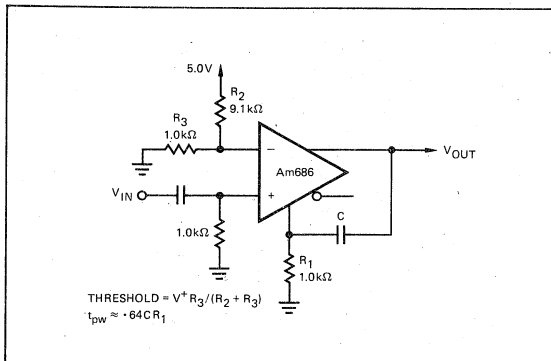 5.0V
R2
9.1kΩ
R3
1.0kΩ
−
Am686
VOUT
VIN
+
C
1.0kΩ
R1
1.0kΩ
THRESHOLD = V+ R3/(R2 + R3)
tpw ≈ ·64CR1